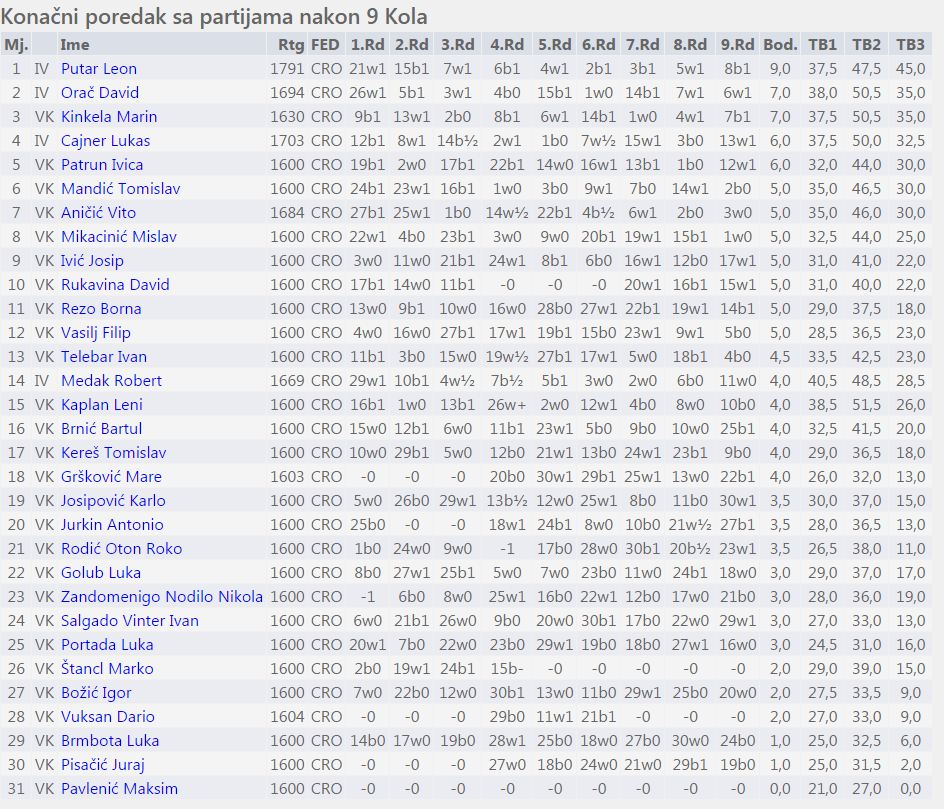 Konačni poredak sa partijama nakon 9 Kola
Mj. Ime Rtg FED 1.Rd 2.Rd 3.Rd 4.Rd 5.Rd 6.Rd 7.Rd 8.Rd 9.Rd Bod. TB1 TB2 TB3
1 IV Putar Leon 1791 CRO 21w1 15b1 7w1 6b1 4w1 2b1 3b1 5w1 8b1 9,0 37,5 47,5 45,0
2 IV Orač David 1694 CRO 26w1 5b1 3w1 4b0 15b1 1w0 14b1 7w1 6w1 7,0 38,0 50,5 35,0
3 VK Kinkela Marin 1630 CRO 9b1 13w1 2b0 8b1 6w1 14b1 1w0 4w1 7b1 7,0 37,5 50,5 35,0
4 IV Cajner Lukas 1703 CRO 12b1 8w1 14b½ 2w1 1b0 7w½ 15w1 3b0 13w1 6,0 37,5 50,0 32,5
5 VK Patrun Ivica 1600 CRO 19b1 2w0 17b1 22b1 14w0 16w1 13b1 1b0 12w1 6,0 32,0 44,0 30,0
6 VK Mandić Tomislav 1600 CRO 24b1 23w1 16b1 1w0 3b0 9w1 7b0 14w1 2b0 5,0 35,0 46,5 30,0
7 VK Aničić Vito 1684 CRO 27b1 25w1 1b0 14w½ 22b1 4b½ 6w1 2b0 3w0 5,0 35,0 46,0 30,0
8 VK Mikacinić Mislav 1600 CRO 22w1 4b0 23b1 3w0 9w0 20b1 19w1 15b1 1w0 5,0 32,5 44,0 25,0
9 VK Ivić Josip 1600 CRO 3w0 11w0 21b1 24w1 8b1 6b0 16w1 12b0 17w1 5,0 31,0 41,0 22,0
10 VK Rukavina David 1600 CRO 17b1 14w0 11b1 -0 -0 -0 20w1 16b1 15w1 5,0 31,0 40,0 22,0
11 VK Rezo Borna 1600 CRO 13w0 9b1 10w0 16w0 28b0 27w1 22b1 19w1 14b1 5,0 29,0 37,5 18,0
12 VK Vasilj Filip 1600 CRO 4w0 16w0 27b1 17w1 19b1 15b0 23w1 9w1 5b0 5,0 28,5 36,5 23,0
13 VK Telebar Ivan 1600 CRO 11b1 3b0 15w0 19w½ 27b1 17w1 5w0 18b1 4b0 4,5 33,5 42,5 23,0
14 IV Medak Robert 1669 CRO 29w1 10b1 4w½ 7b½ 5b1 3w0 2w0 6b0 11w0 4,0 40,5 48,5 28,5
15 VK Kaplan Leni 1600 CRO 16b1 1w0 13b1 26w+ 2w0 12w1 4b0 8w0 10b0 4,0 38,5 51,5 26,0
16 VK Brnić Bartul 1600 CRO 15w0 12b1 6w0 11b1 23w1 5b0 9b0 10w0 25b1 4,0 32,5 41,5 20,0
17 VK Kereš Tomislav 1600 CRO 10w0 29b1 5w0 12b0 21w1 13b0 24w1 23b1 9b0 4,0 29,0 36,5 18,0
18 VK Gršković Mare 1603 CRO -0 -0 -0 20b0 30w1 29b1 25w1 13w0 22b1 4,0 26,0 32,0 13,0
19 VK Josipović Karlo 1600 CRO 5w0 26b0 29w1 13b½ 12w0 25w1 8b0 11b0 30w1 3,5 30,0 37,0 15,0
20 VK Jurkin Antonio 1600 CRO 25b0 -0 -0 18w1 24b1 8w0 10b0 21w½ 27b1 3,5 28,0 36,5 13,0
21 VK Rodić Oton Roko 1600 CRO 1b0 24w0 9w0 -1 17b0 28w0 30b1 20b½ 23w1 3,5 26,5 38,0 11,0
22 VK Golub Luka 1600 CRO 8b0 27w1 25b1 5w0 7w0 23b0 11w0 24b1 18w0 3,0 29,0 37,0 17,0
23 VK Zandomenigo Nodilo Nikola 1600 CRO -1 6b0 8w0 25w1 16b0 22w1 12b0 17w0 21b0 3,0 28,0 36,0 19,0
24 VK Salgado Vinter Ivan 1600 CRO 6w0 21b1 26w0 9b0 20w0 30b1 17b0 22w0 29w1 3,0 27,0 33,0 13,0
25 VK Portada Luka 1600 CRO 20w1 7b0 22w0 23b0 29w1 19b0 18b0 27w1 16w0 3,0 24,5 31,0 16,0
26 VK Štancl Marko 1600 CRO 2b0 19w1 24b1 15b- -0 -0 -0 -0 -0 2,0 29,0 39,0 15,0
27 VK Božić Igor 1600 CRO 7w0 22b0 12w0 30b1 13w0 11b0 29w1 25b0 20w0 2,0 27,5 33,5 9,0
28 VK Vuksan Dario 1604 CRO -0 -0 -0 29b0 11w1 21b1 -0 -0 -0 2,0 27,0 33,0 9,0
29 VK Brmbota Luka 1600 CRO 14b0 17w0 19b0 28w1 25b0 18w0 27b0 30w0 24b0 1,0 25,0 32,5 6,0
30 VK Pisačić Juraj 1600 CRO -0 -0 -0 27w0 18b0 24w0 21w0 29b1 19b0 1,0 25,0 31,5 2,0
31 VK Pavlenić Maksim 1600 CRO -0 -0 -0 -0 -0 -0 -0 -0 -0 0,0 21,0 27,0 0,0